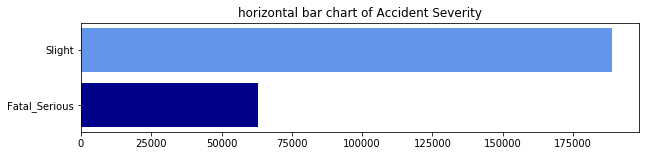 horizontal bar chart of Accident Severity
Slight
Fatal_Serious
0 25000 50000 75000 100000 125000 150000 175000